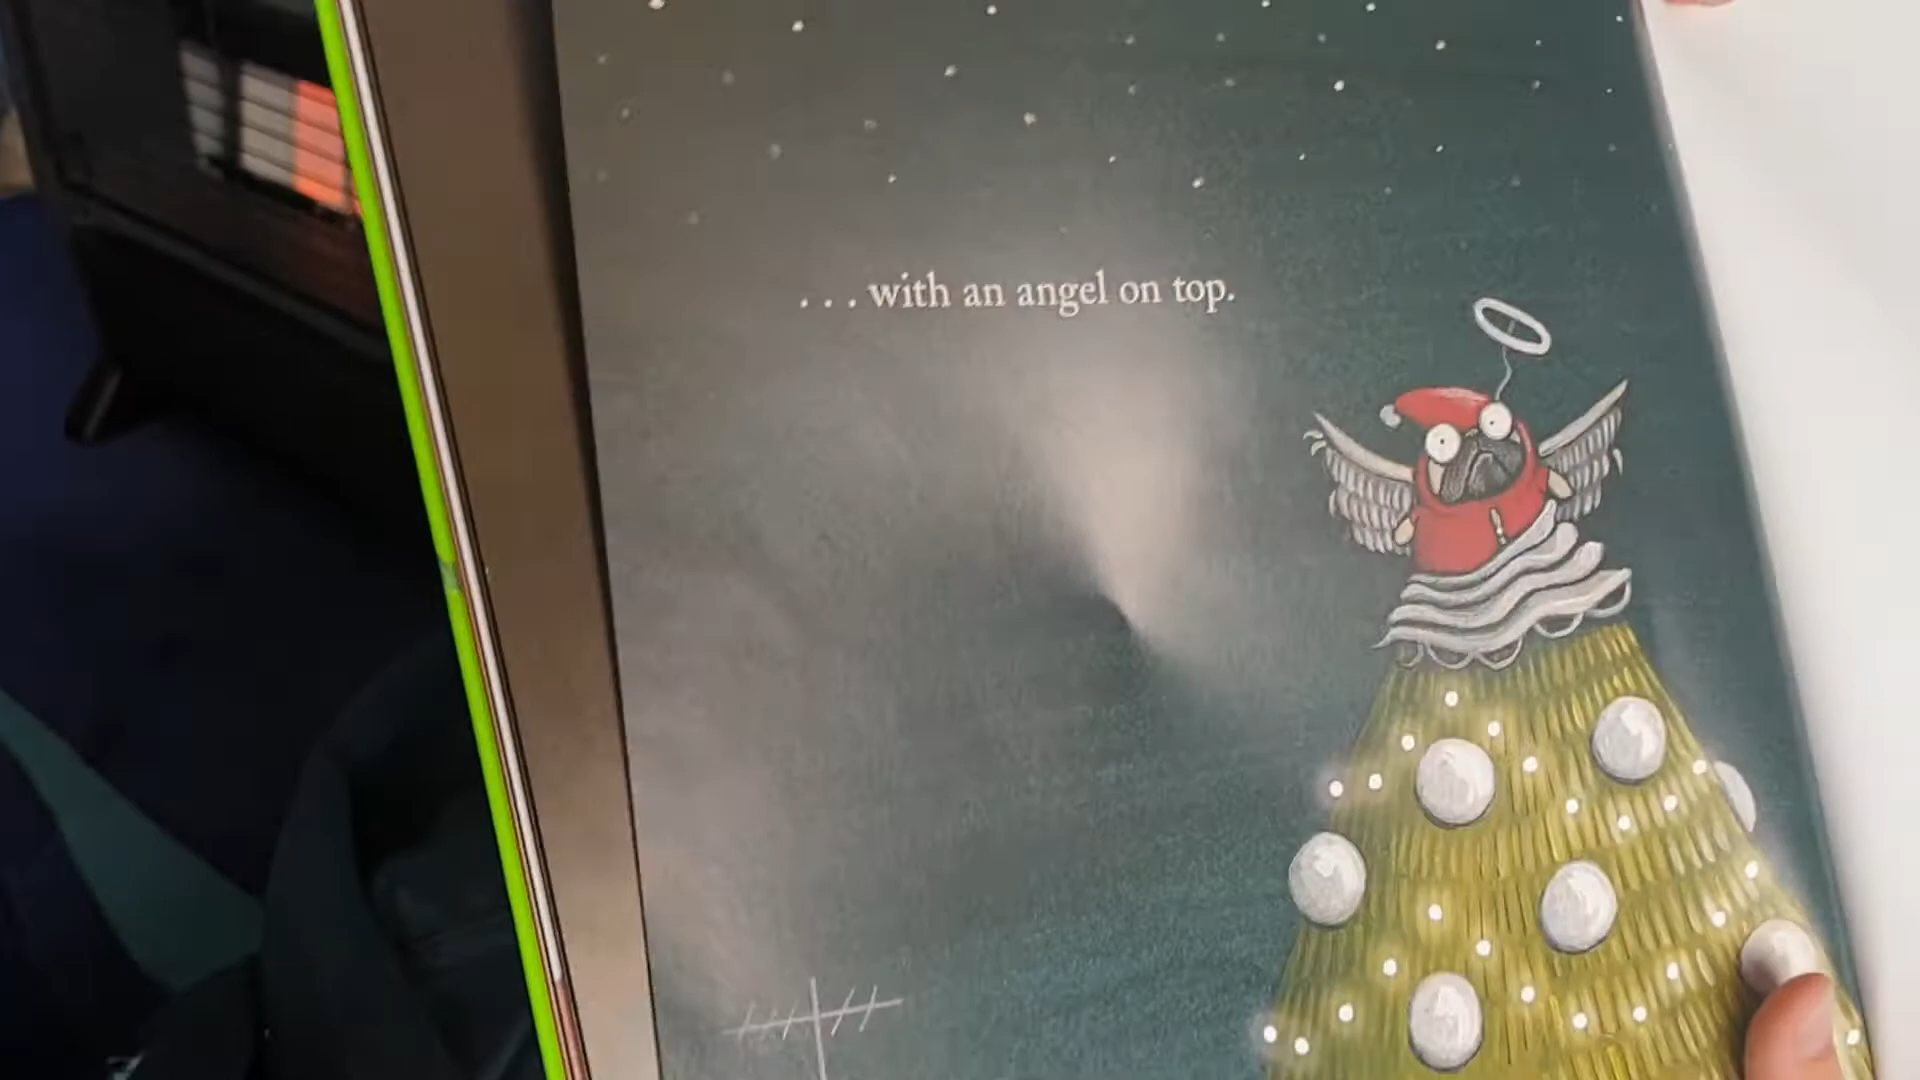 . . . with an angel on top.